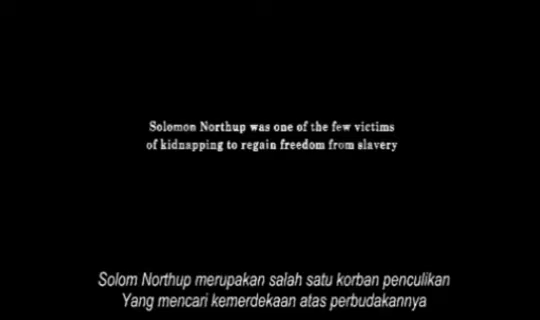 Solomon Northup was one of the few victims
of kidnapping to regain freedom from slavery
Solom Northup merupakan salah satu korban penculikan
Yang mencari kemerdekaan atas perbudakannya